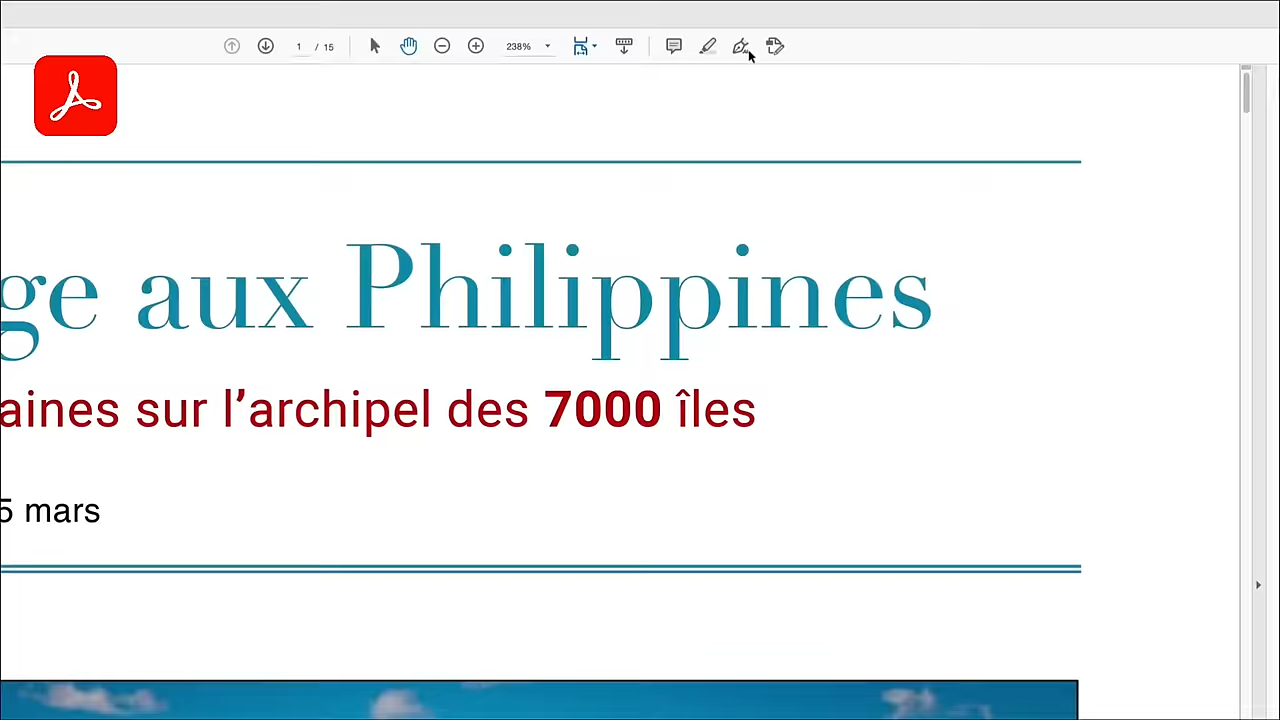 1 / 15
238%
ge aux Philippines
aines sur l’archipel des 7000 îles
5 mars